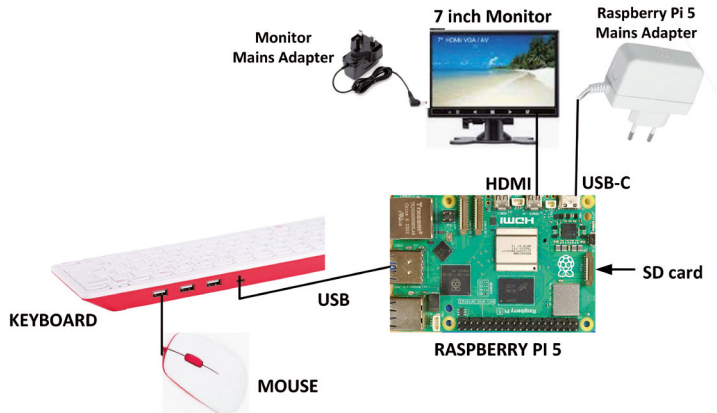 7 inch Monitor
Raspberry Pi 5
Mains Adapter
Monitor
Mains Adapter
7" HDMI VGA / AV
HDMI
USB-C
HDMI
SD card
USB
KEYBOARD
RASPBERRY PI 5
MOUSE